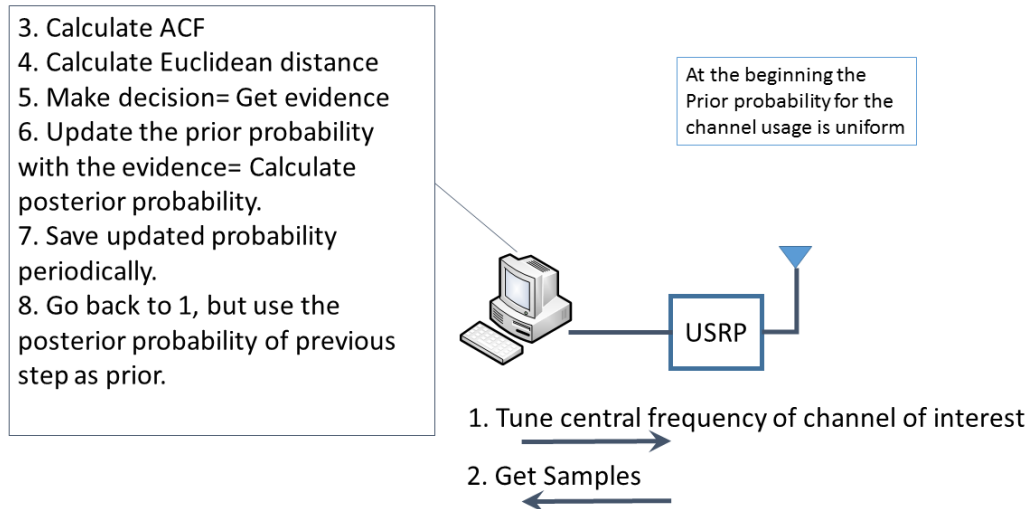 3. Calculate ACF
4. Calculate Euclidean distance
5. Make decision= Get evidence
6. Update the prior probability
with the evidence= Calculate
posterior probability.
7. Save updated probability
periodically.
8. Go back to 1, but use the
posterior probability of previous
step as prior.
At the beginning the
Prior probability for the
channel usage is uniform
USRP
1. Tune central frequency of channel of interest
2. Get Samples